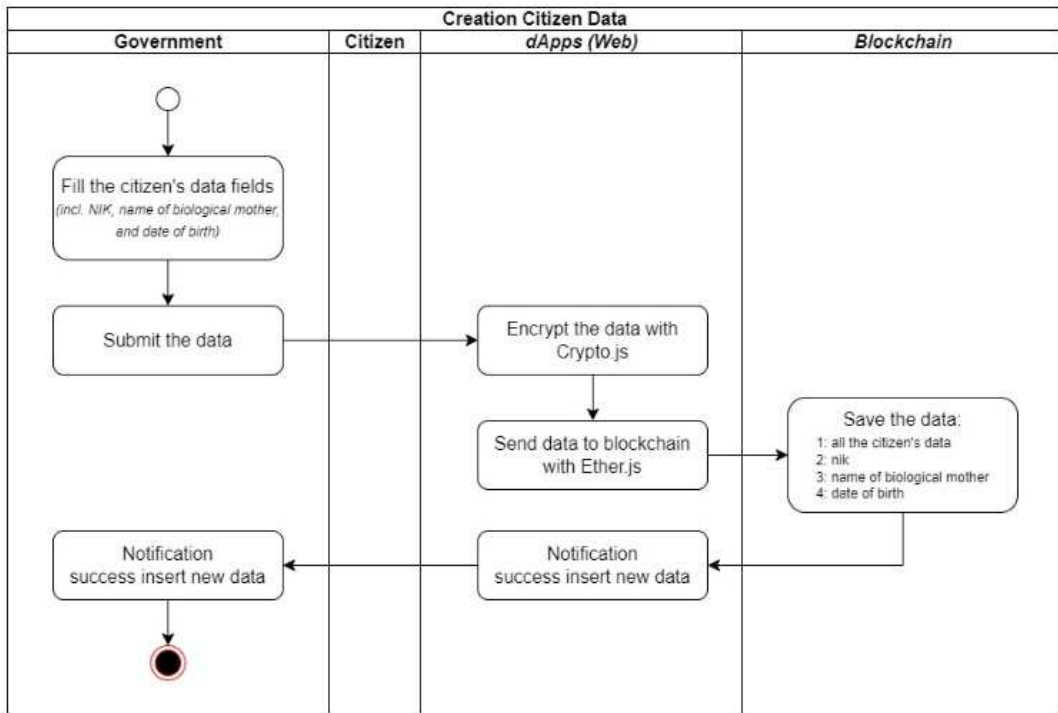 Creation Citizen Data
Government
Citizen
dApps (Web)
Blockchain
Fill the citizen's data fields
(incl. NIK, name of biological mother,
and date of birth)
Submit the data
Encrypt the data with
Crypto.js
Send data to blockchain
with Ether.js
Save the data:
1: all the citizen's data
2: nik
3: name of biological mother
4: date of birth
Notification
success insert new data
Notification
success insert new data